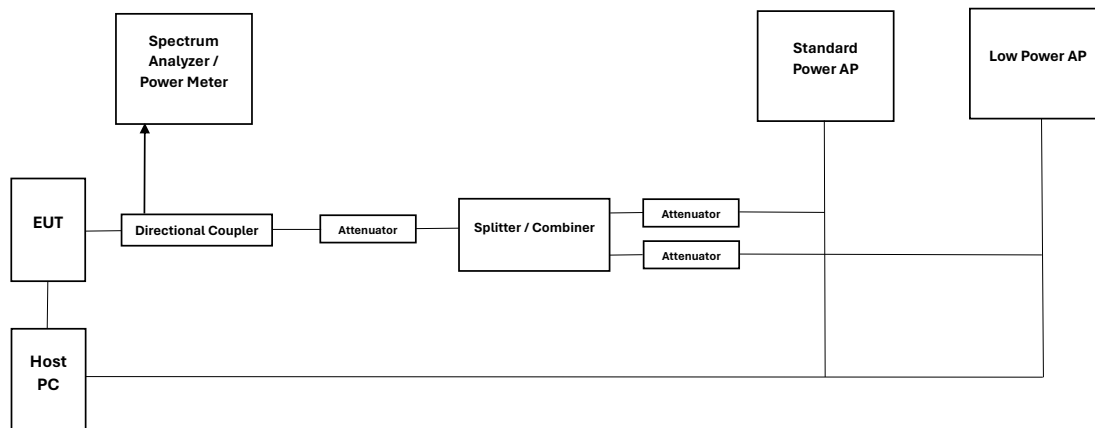 Spectrum
Analyzer /
Power Meter
Standard
Power AP
Low Power AP
EUT
Directional Coupler
Attenuator
Splitter / Combiner
Attenuator
Attenuator
Host
PC